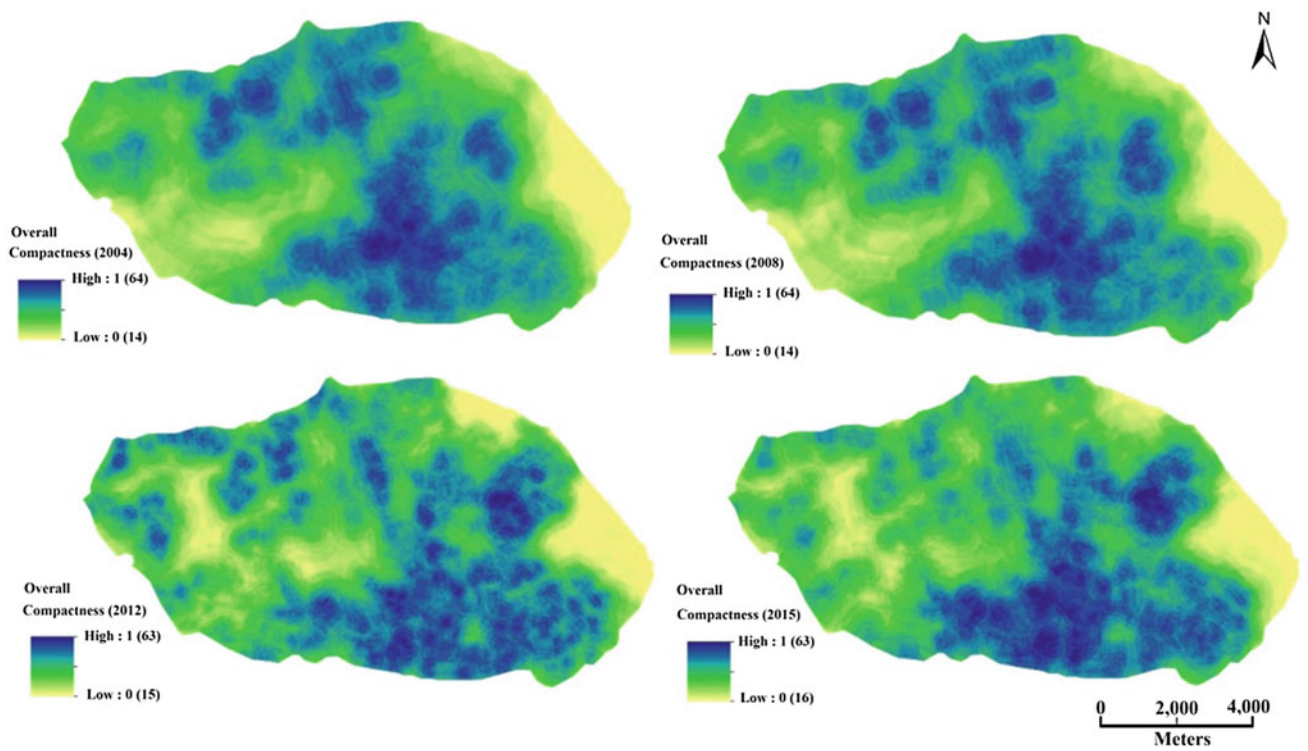 N
Overall
Compactness (2004)
High : 1 (64)
Low : 0 (14)
Overall
Compactness (2008)
High : 1 (64)
Low : 0 (14)
Overall
Compactness (2012)
High : 1 (63)
Low : 0 (15)
Overall
Compactness (2015)
High : 1 (63)
Low : 0 (16)
0 2,000 4,000
Meters